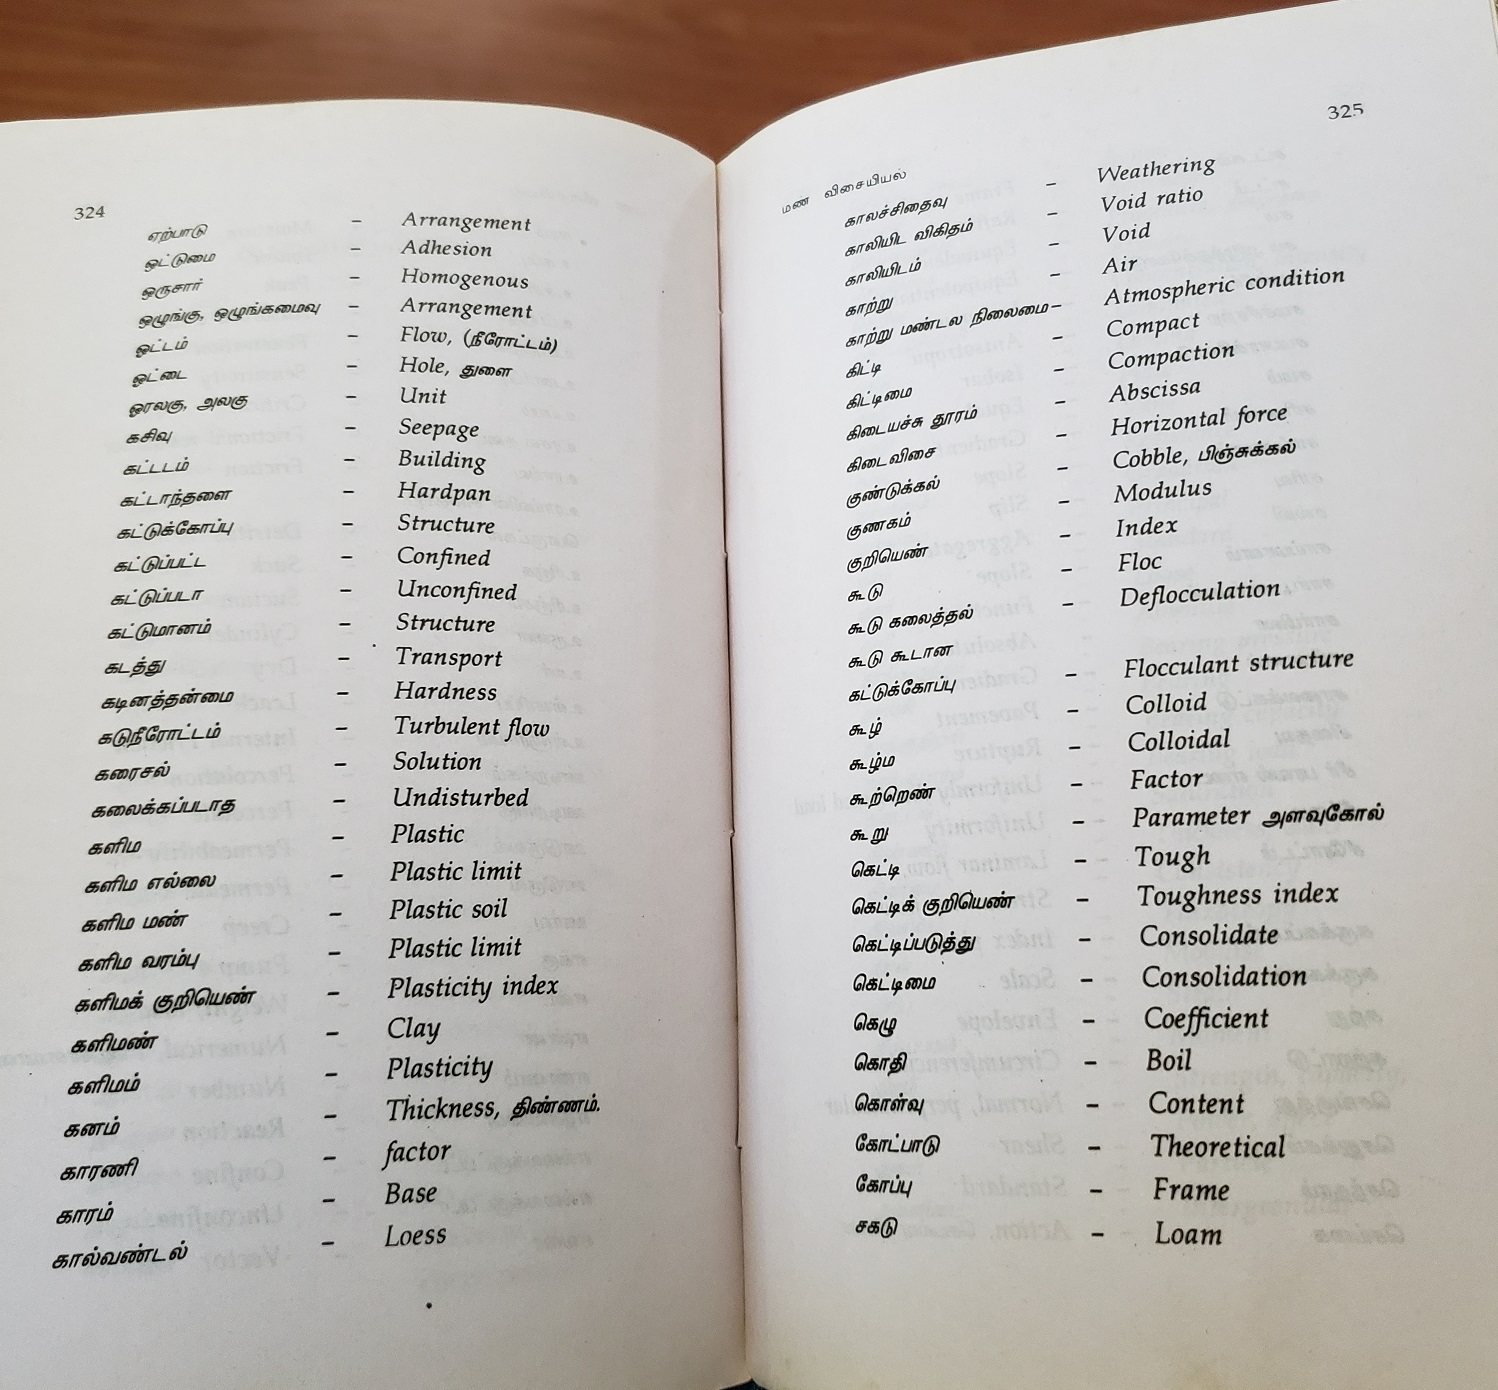 324
ஏற்பாடு – Arrangement
ஒட்டுமை – Adhesion
ஒருசார் – Homogenous
ஒழுங்கு, ஒழுங்கமைவு – Arrangement
ஓட்டம் – Flow, (நீரோட்டம்)
ஓட்டை – Hole, துளை
ஓரலகு, அலகு – Unit
கசிவு – Seepage
கட்டடம் – Building
கட்டாந்தளை – Hardpan
கட்டுக்கோப்பு – Structure
கட்டுப்பட்ட – Confined
கட்டுப்படா – Unconfined
கட்டுமானம் – Structure
கடத்து – Transport
கடினத்தன்மை – Hardness
கடுநீரோட்டம் – Turbulent flow
கரைசல் – Solution
கலைக்கப்படாத – Undisturbed
களிம – Plastic
களிம எல்லை – Plastic limit
களிம மண் – Plastic soil
களிம வரம்பு – Plastic limit
களிமக் குறியெண் – Plasticity index
களிமண் – Clay
களிமம் – Plasticity
கனம் – Thickness, திண்ணம்.
காரணி – factor
காரம் – Base
கால்வண்டல் – Loess
மண் விசையியல் 325
காலச்சிதைவு – Weathering
காலியிட விகிதம் – Void ratio
காலியிடம் – Void
காற்று – Air
காற்று மண்டல நிலைமை – Atmospheric condition
கிட்டி – Compact
கிட்டிமை – Compaction
கிடையச்சு தூரம் – Abscissa
கிடைவிசை – Horizontal force
குண்டுக்கல் – Cobble, பிஞ்சுக்கல்
குணகம் – Modulus
குறியெண் – Index
கூடு – Floc
கூடு கலைத்தல் – Deflocculation
கூடு கூடான
கட்டுக்கோப்பு – Flocculant structure
கூழ் – Colloid
கூழ்ம – Colloidal
கூற்றெண் – Factor
கூறு – Parameter அளவுகோல்
கெட்டி – Tough
கெட்டிக் குறியெண் – Toughness index
கெட்டிப்படுத்து – Consolidate
கெட்டிமை – Consolidation
கெழு – Coefficient
கொதி – Boil
கொள்வு – Content
கோட்பாடு – Theoretical
கோப்பு – Frame
சகடு – Loam